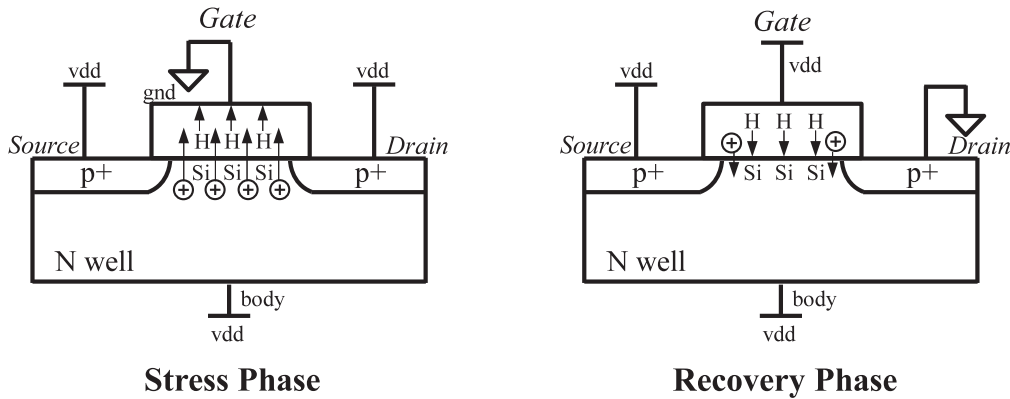 Gate
vdd
gnd
vdd
Source
Drain
H H H
p+
Si Si Si
p+
+ + + +
N well
body
vdd
Stress Phase
Gate
vdd
vdd
Source
Drain
H H H
+ +
p+
Si Si Si
p+
N well
body
vdd
Recovery Phase